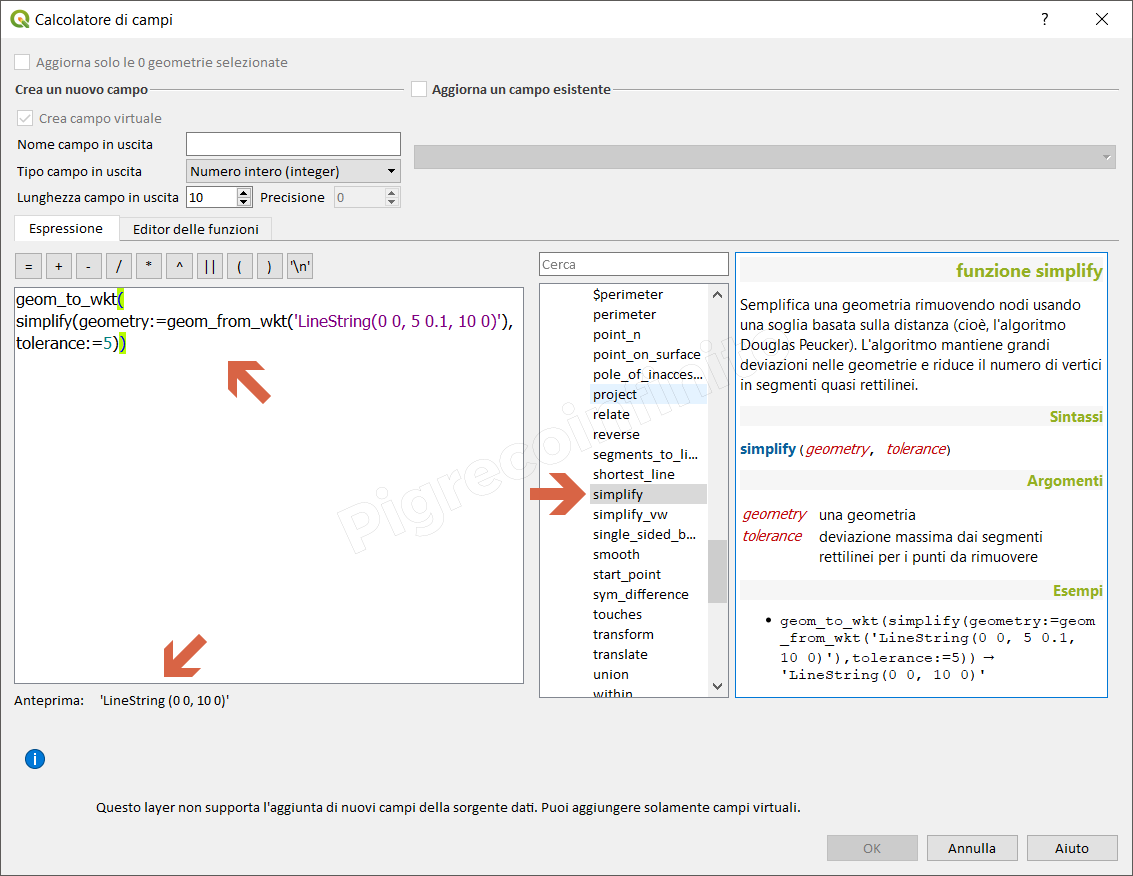 Calcolatore di campi
?
Aggiorna solo le 0 geometrie selezionate
Crea un nuovo campo
Aggiorna un campo esistente
Crea campo virtuale
Nome campo in uscita
Tipo campo in uscita
Numero intero (integer)
Lunghezza campo in uscita
10
Precisione
0
Espressione
Editor delle funzioni
= + - / * ^ || ( ) '\n'
geom_to_wkt(
simplify(geometry:=geom_from_wkt('LineString(0 0, 5 0.1, 10 0)'),
tolerance:=5))
Anteprima: 'LineString (0 0, 10 0)'
Cerca
$perimeter
perimeter
point_n
point_on_surface
pole_of_inacces...
project
relate
reverse
segments_to_li...
shortest_line
simplify
simplify_vw
single_sided_b...
smooth
start_point
sym_difference
touches
transform
translate
union
within
funzione simplify
Semplifica una geometria rimuovendo nodi usando
una soglia basata sulla distanza (cioè, l'algoritmo
Douglas Peucker). L'algoritmo mantiene grandi
deviazioni nelle geometrie e riduce il numero di vertici
in segmenti quasi rettilinei.
Sintassi
simplify(geometry, tolerance)
Argomenti
geometry una geometria
tolerance deviazione massima dai segmenti
rettilinei per i punti da rimuovere
Esempi
• geom_to_wkt(simplify(geometry:=geom
_from_wkt('LineString(0 0, 5 0.1,
10 0)'),tolerance:=5)) →
'LineString(0 0, 10 0)'
Pigrecoinfinito
Questo layer non supporta l'aggiunta di nuovi campi della sorgente dati. Puoi aggiungere solamente campi virtuali.
OK
Annulla
Aiuto